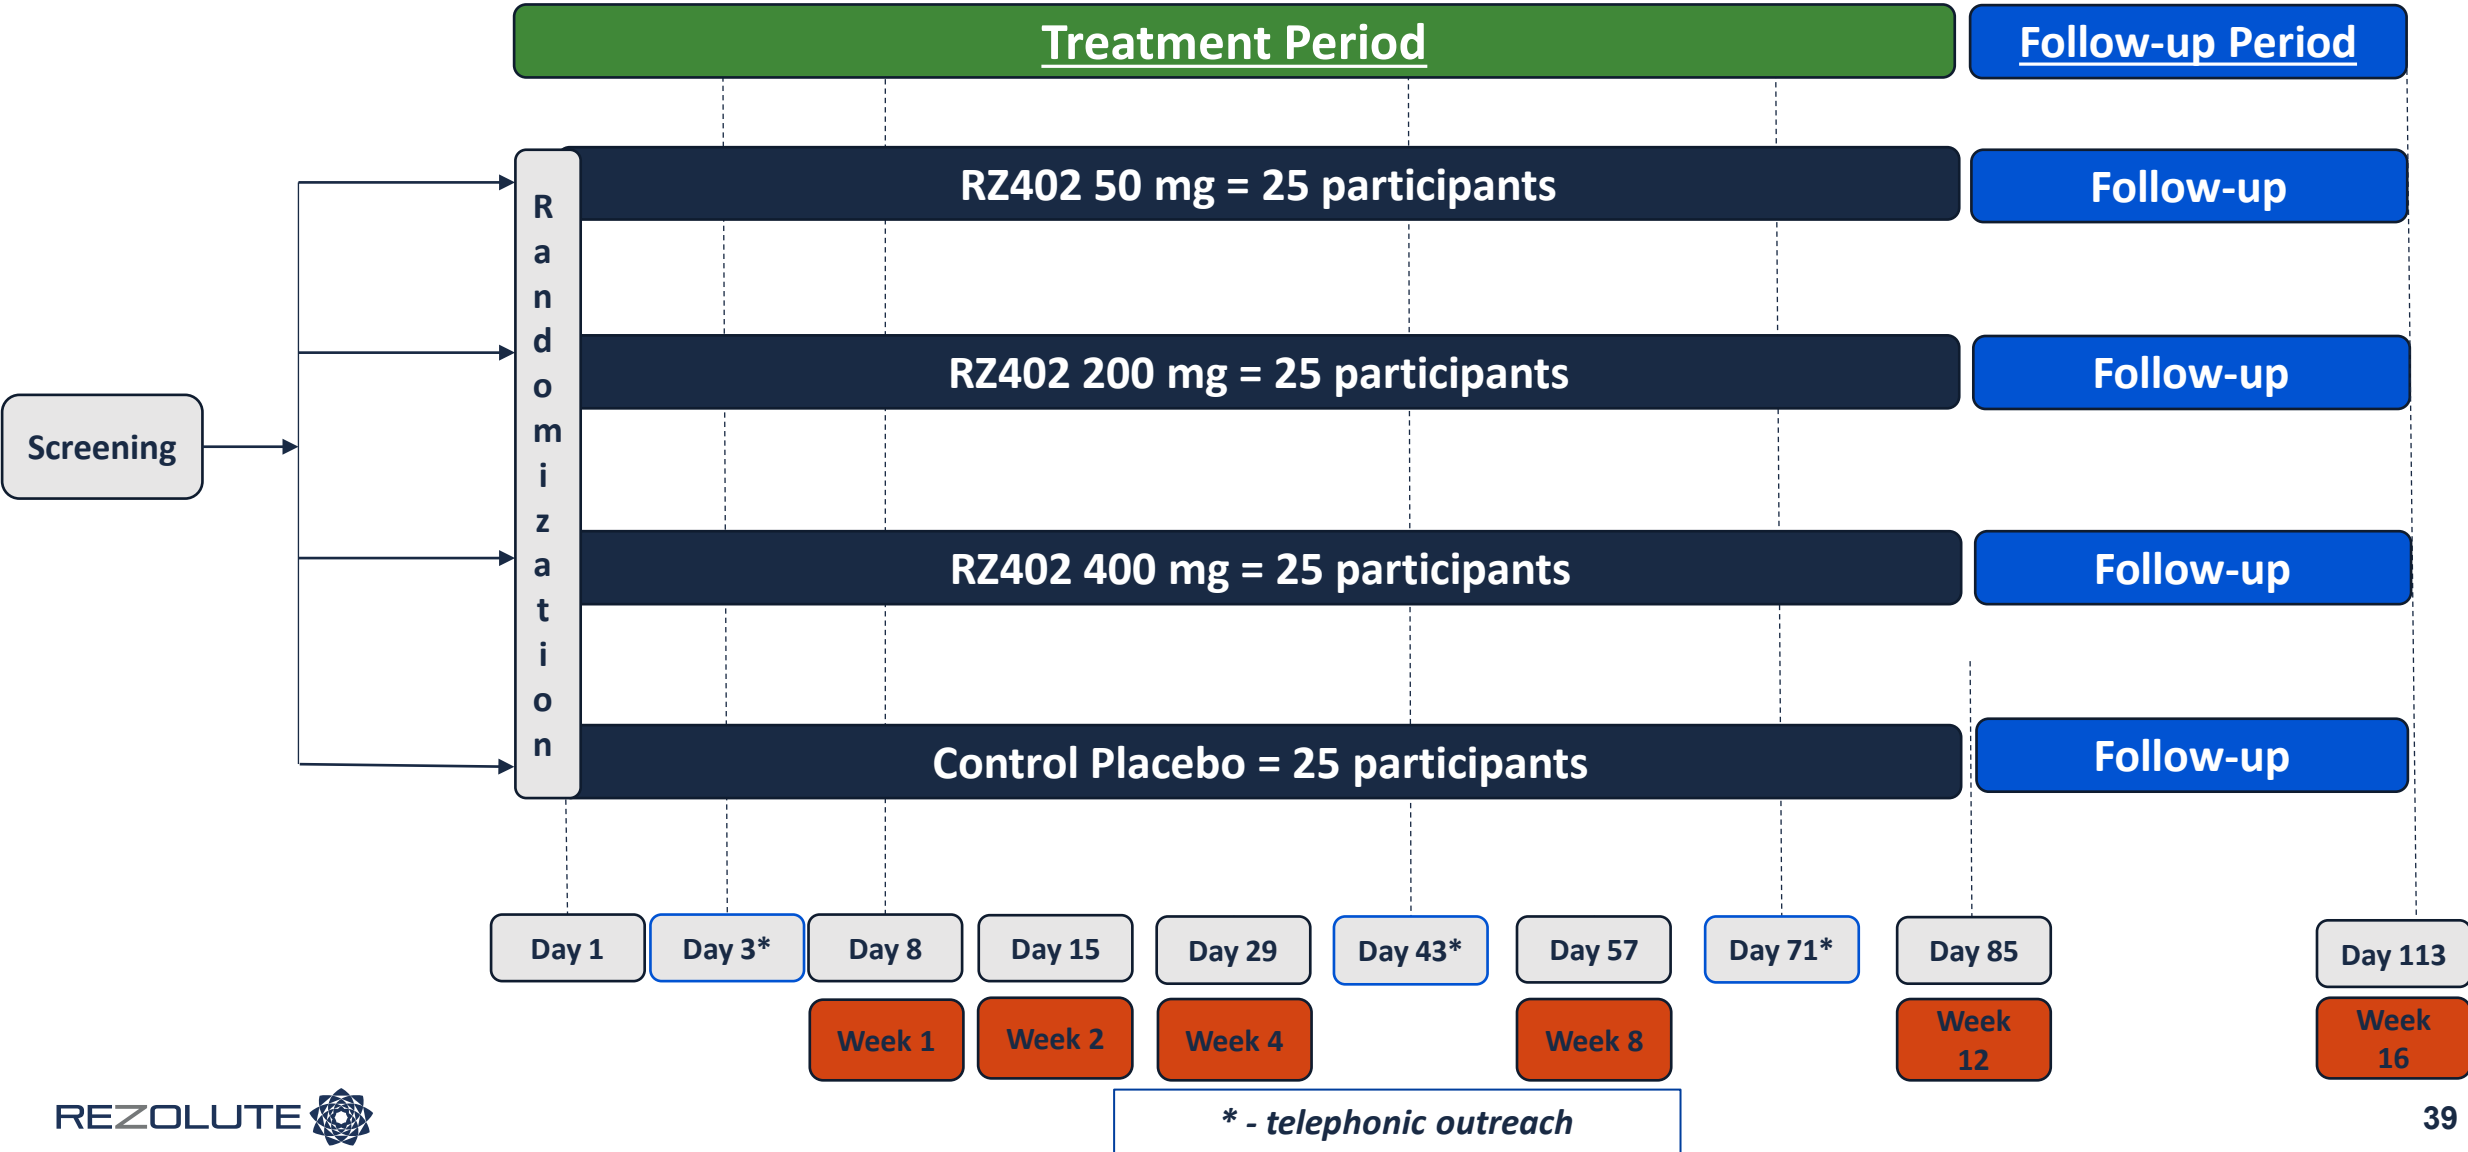 Treatment Period
Follow-up Period
Randomization
RZ402 50 mg = 25 participants
Follow-up
RZ402 200 mg = 25 participants
Follow-up
Screening
RZ402 400 mg = 25 participants
Follow-up
Control Placebo = 25 participants
Follow-up
Day 1
Day 3*
Day 8
Day 15
Day 29
Day 43*
Day 57
Day 71*
Day 85
Day 113
Week 1
Week 2
Week 4
Week 8
Week
12
Week
16
* - telephonic outreach
REZOLUTE
39